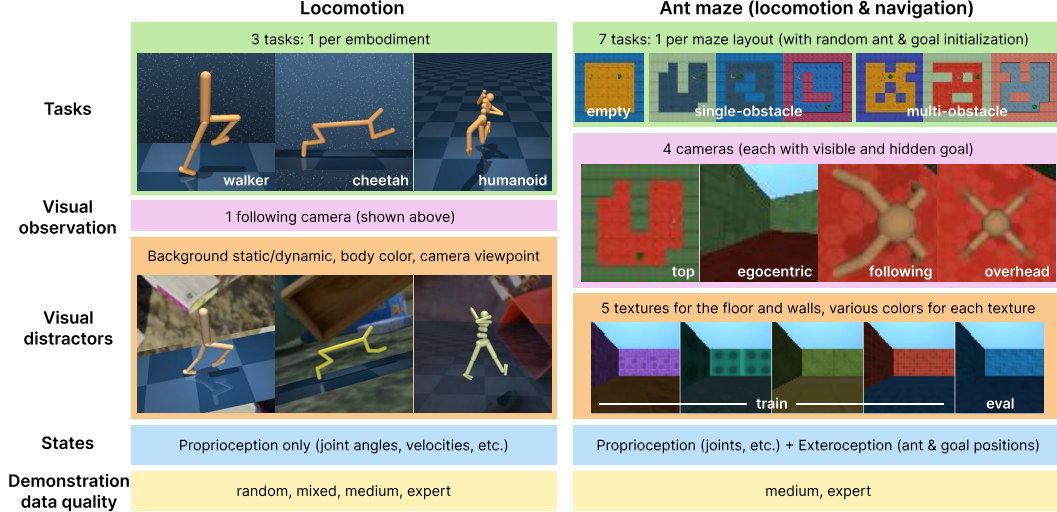 Locomotion
Ant maze (locomotion & navigation)
Tasks
3 tasks: 1 per embodiment
walker
cheetah
humanoid
7 tasks: 1 per maze layout (with random ant & goal initialization)
empty
single-obstacle
multi-obstacle
Visual
observation
1 following camera (shown above)
4 cameras (each with visible and hidden goal)
top
egocentric
following
overhead
Visual
distractors
Background static/dynamic, body color, camera viewpoint
5 textures for the floor and walls, various colors for each texture
train
eval
States
Proprioception only (joint angles, velocities, etc.)
Proprioception (joints, etc.) + Exteroception (ant & goal positions)
Demonstration
data quality
random, mixed, medium, expert
medium, expert